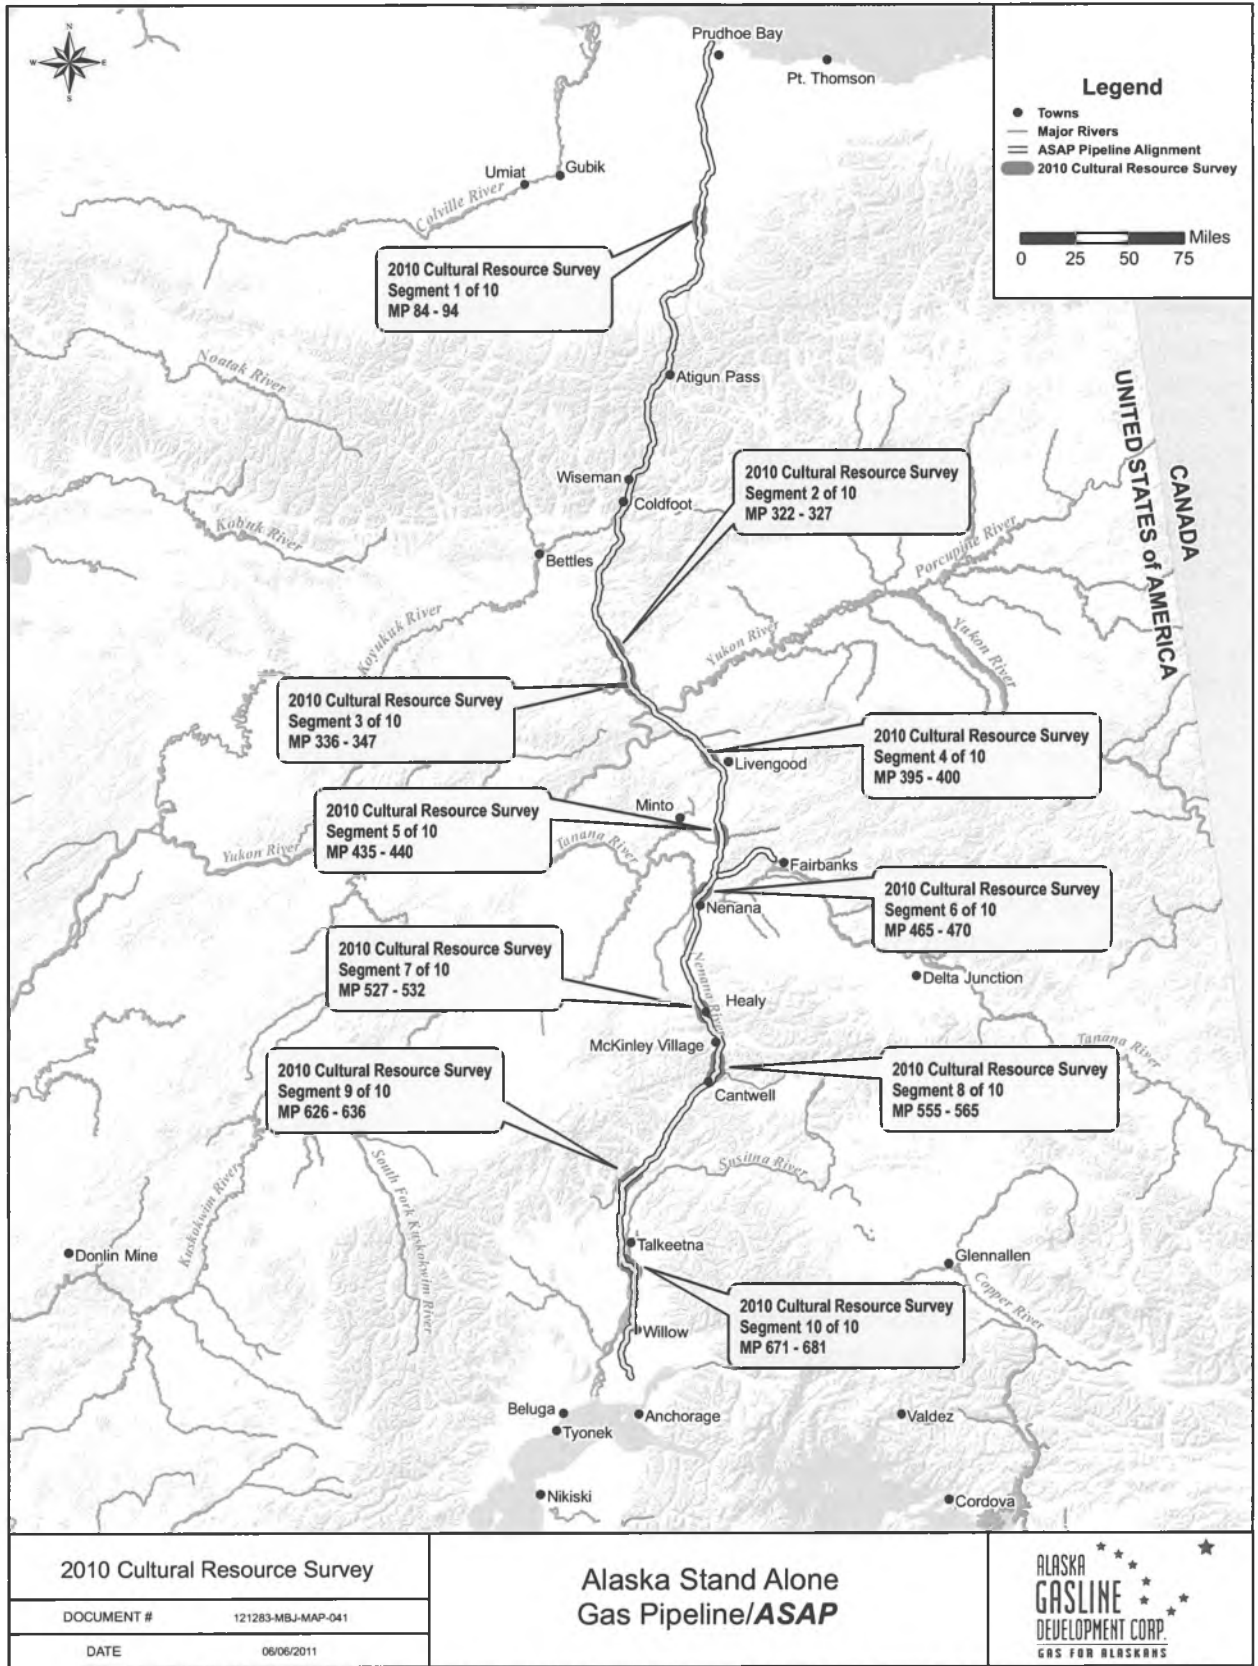 N
W
E
S
Prudhoe Bay
Pt. Thomson
Legend
Towns
Major Rivers
ASAP Pipeline Alignment
2010 Cultural Resource Survey
Miles
0 25 50 75
Umiat
Gubik
Colville River
2010 Cultural Resource Survey
Segment 1 of 10
MP 84 - 94
Noatak River
Atigun Pass
UNITED STATES of AMERICA
CANADA
Wiseman
Coldfoot
2010 Cultural Resource Survey
Segment 2 of 10
MP 322 - 327
Kobuk River
Bettles
Porcupine River
Koyukuk River
Yukon River
Yukon River
2010 Cultural Resource Survey
Segment 3 of 10
MP 336 - 347
2010 Cultural Resource Survey
Segment 4 of 10
MP 395 - 400
Livengood
2010 Cultural Resource Survey
Segment 5 of 10
MP 435 - 440
Minto
Tanana River
Yukon River
Fairbanks
2010 Cultural Resource Survey
Segment 6 of 10
MP 465 - 470
Nenana
2010 Cultural Resource Survey
Segment 7 of 10
MP 527 - 532
Nenana River
Delta Junction
Healy
McKinley Village
Tanana River
2010 Cultural Resource Survey
Segment 8 of 10
MP 555 - 565
2010 Cultural Resource Survey
Segment 9 of 10
MP 626 - 636
Cantwell
Susitna River
Kuskokwim River
South Fork Kuskokwim River
Donlin Mine
Talkeetna
Glennallen
Copper River
2010 Cultural Resource Survey
Segment 10 of 10
MP 671 - 681
Willow
Beluga
Tyonek
Anchorage
Valdez
Nikiski
Cordova
2010 Cultural Resource Survey
DOCUMENT # 121283-MBJ-MAP-041
DATE 06/06/2011
Alaska Stand Alone
Gas Pipeline/ASAP
ALASKA
GASLINE
DEVELOPMENT CORP.
GAS FOR ALASKANS